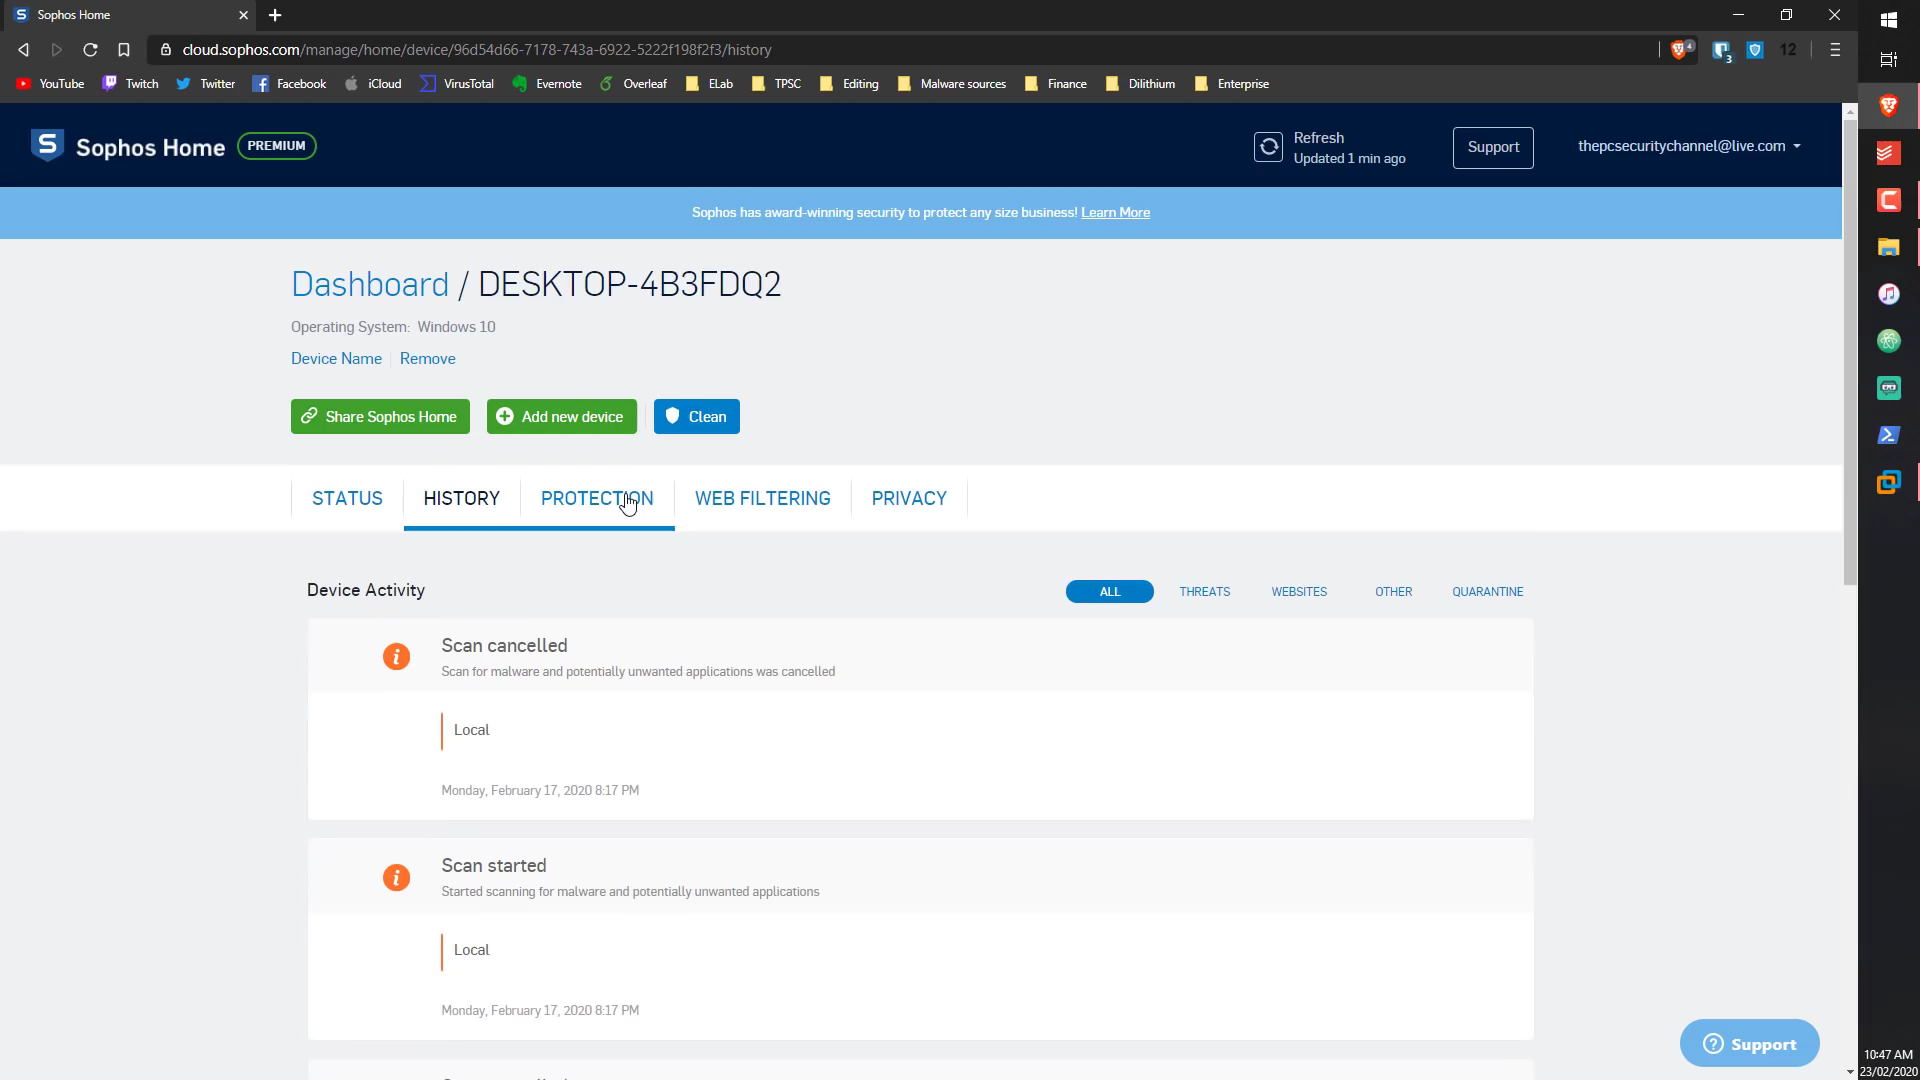 Sophos Home
cloud.sophos.com/manage/home/device/96d54d66-7178-743a-6922-5222f198f2f3/history
4
3
12
YouTube Twitch Twitter Facebook iCloud VirusTotal Evernote Overleaf ELab TPSC Editing Malware sources Finance Dilithium Enterprise
S Sophos Home PREMIUM
Refresh
Updated 1 min ago
Support
thepcsecuritychannel@live.com
Sophos has award-winning security to protect any size business! Learn More
Dashboard / DESKTOP-4B3FDQ2
Operating System: Windows 10
Device Name Remove
Share Sophos Home Add new device Clean
STATUS HISTORY PROTECTION WEB FILTERING PRIVACY
Device Activity
ALL THREATS WEBSITES OTHER QUARANTINE
Scan cancelled
Scan for malware and potentially unwanted applications was cancelled
Local
Monday, February 17, 2020 8:17 PM
Scan started
Started scanning for malware and potentially unwanted applications
Local
Monday, February 17, 2020 8:17 PM
Support
10:47 AM
23/02/2020